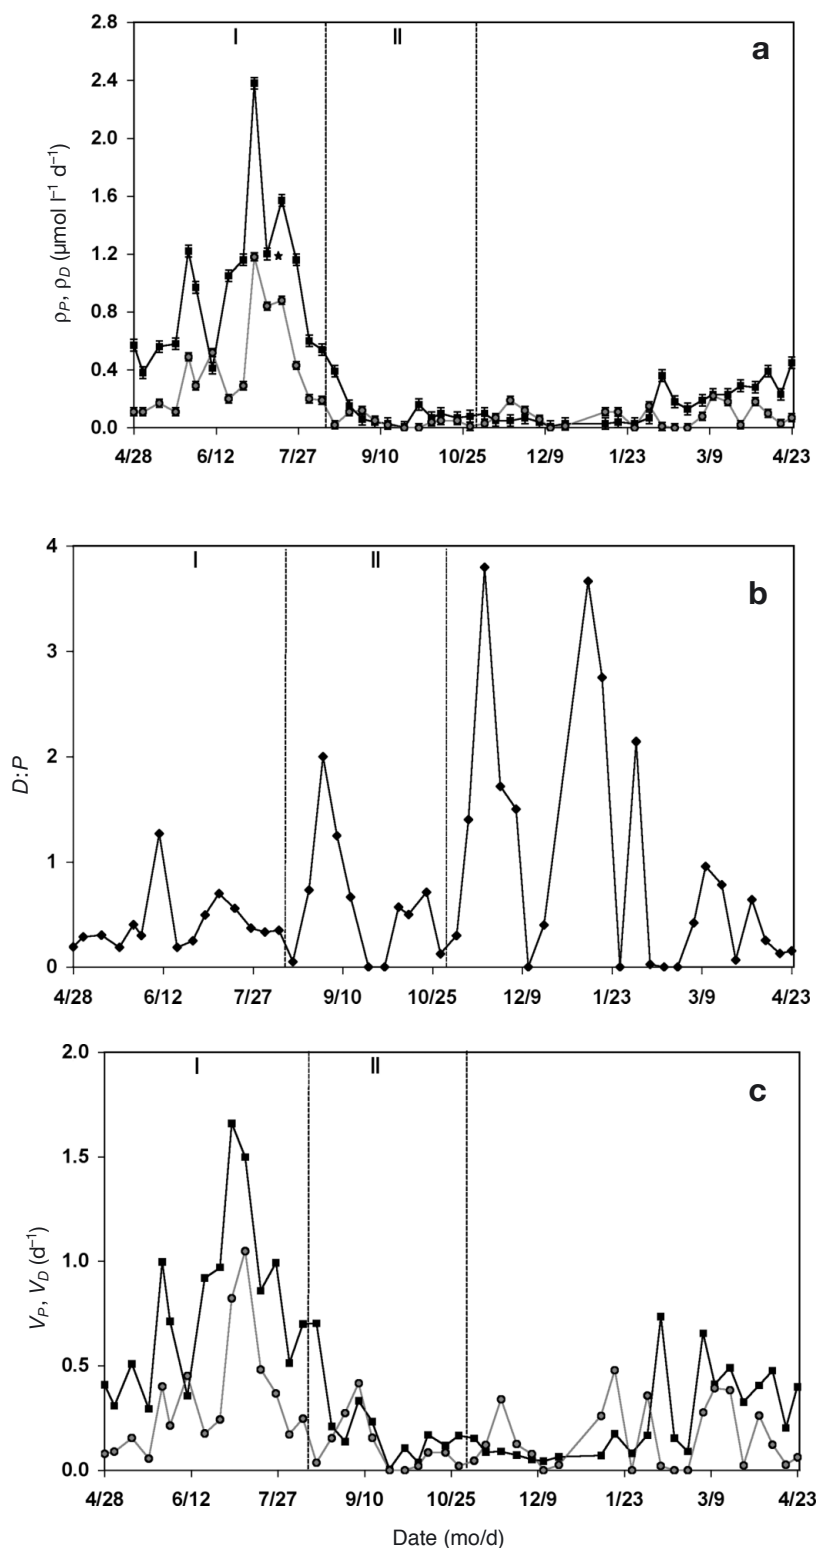 2.8
I
II
a
2.4
2.0
1.6
1.2
0.8
0.4
0.0
ρP, ρD (µmol l⁻¹ d⁻¹)
4/28 6/12 7/27 9/10 10/25 12/9 1/23 3/9 4/23
4
I
II
b
3
2
1
0
D:P
4/28 6/12 7/27 9/10 10/25 12/9 1/23 3/9 4/23
2.0
I
II
c
1.5
1.0
0.5
0.0
VP, VD (d⁻¹)
4/28 6/12 7/27 9/10 10/25 12/9 1/23 3/9 4/23
Date (mo/d)